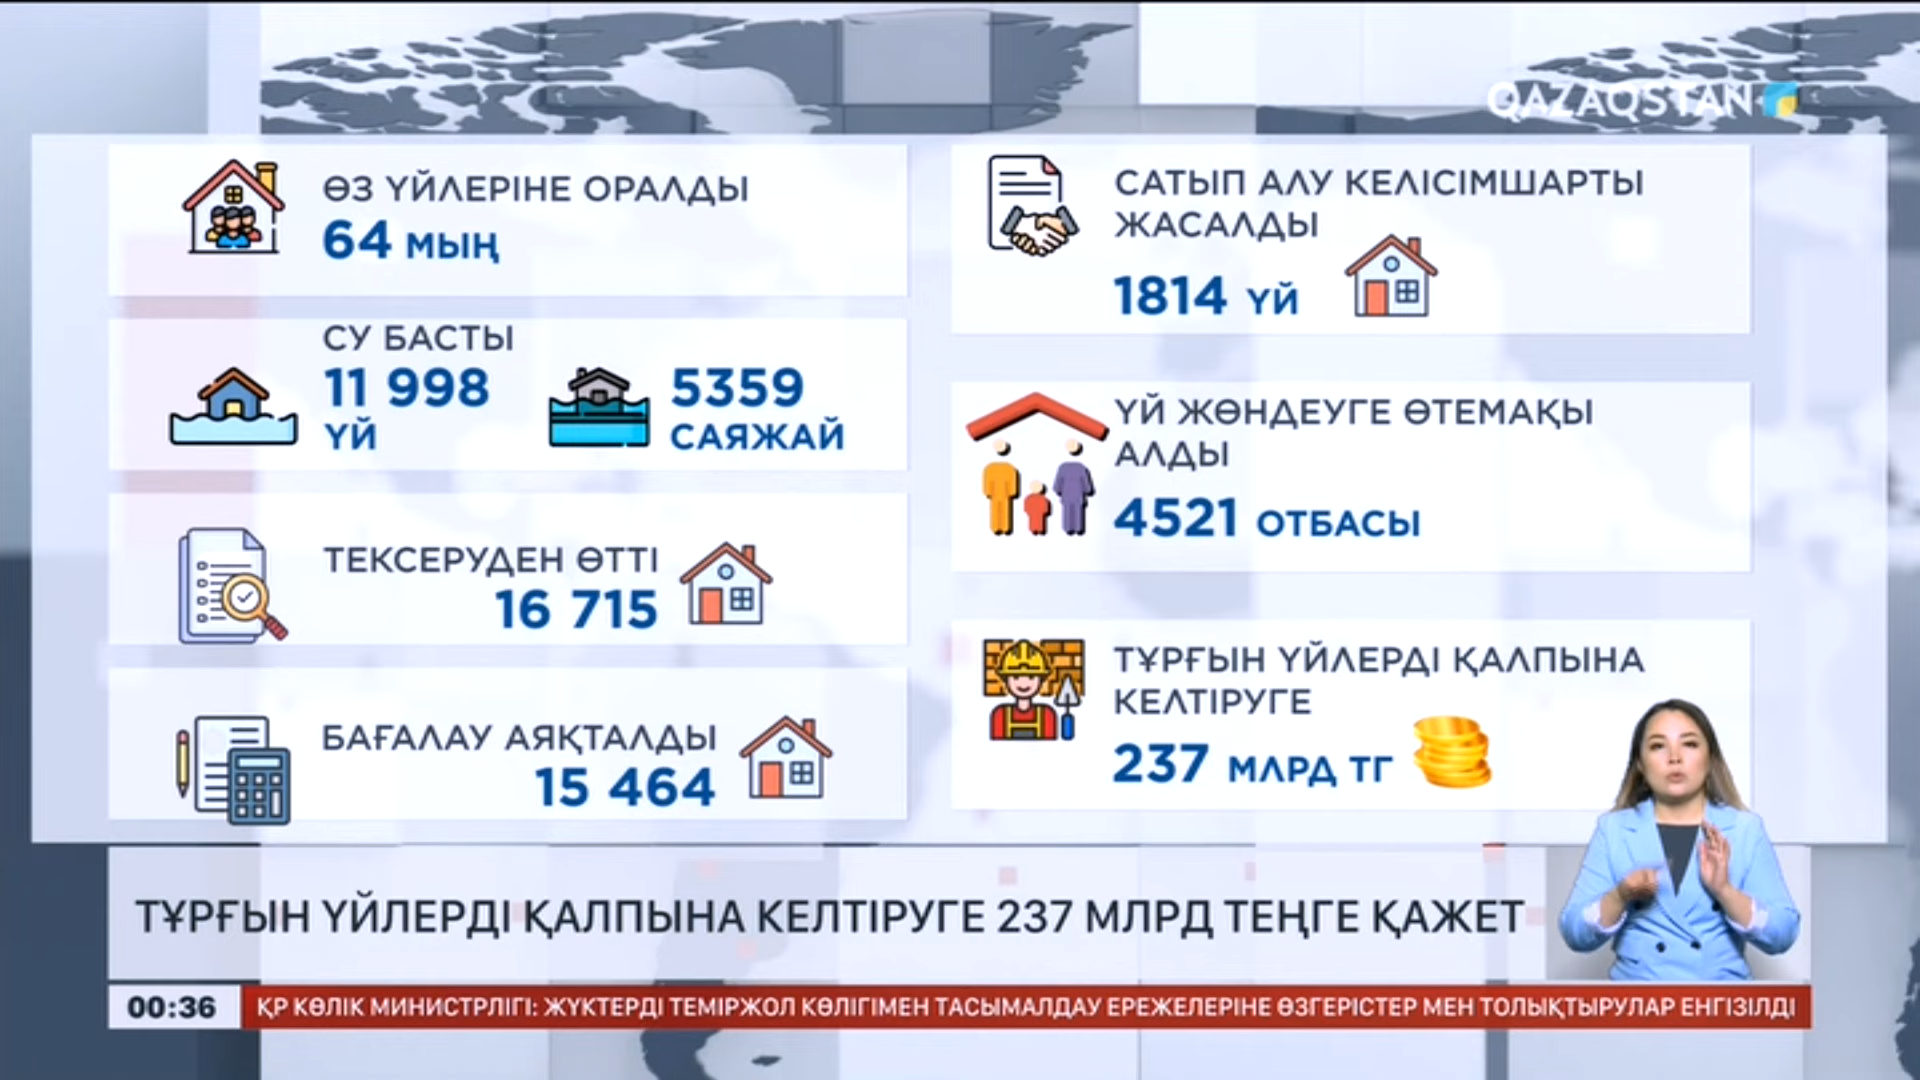 QAZAQSTAN
ӨЗ ҮЙЛЕРІНЕ ОРАЛДЫ
64 МЫҢ
СУ БАСТЫ
11 998
ҮЙ
5359
САЯЖАЙ
ТЕКСЕРУДЕН ӨТТІ
16 715
БАҒАЛАУ АЯҚТАЛДЫ
15 464
САТЫП АЛУ КЕЛІСІМШАРТЫ
ЖАСАЛДЫ
1814 ҮЙ
ҮЙ ЖӨНДЕУГЕ ӨТЕМАҚЫ
АЛДЫ
4521 ОТБАСЫ
ТҰРҒЫН ҮЙЛЕРДІ ҚАЛПЫНА
КЕЛТІРУГЕ
237 МЛРД ТГ
ТҰРҒЫН ҮЙЛЕРДІ ҚАЛПЫНА КЕЛТІРУГЕ 237 МЛРД ТЕҢГЕ ҚАЖЕТ
00:36 ҚР КӨЛІК МИНИСТРЛІГІ: ЖҮКТЕРДІ ТЕМІРЖОЛ КӨЛІГІМЕН ТАСЫМАЛДАУ ЕРЕЖЕЛЕРІНЕ ӨЗГЕРІСТЕР МЕН ТОЛЫҚТЫРУЛАР ЕНГІЗІЛДІ